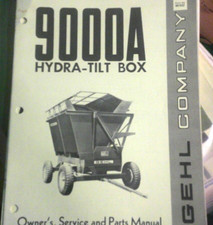 9000A
HYDRA-TILT BOX
Owner's, Service and Parts Manual
GEHL COMPANY